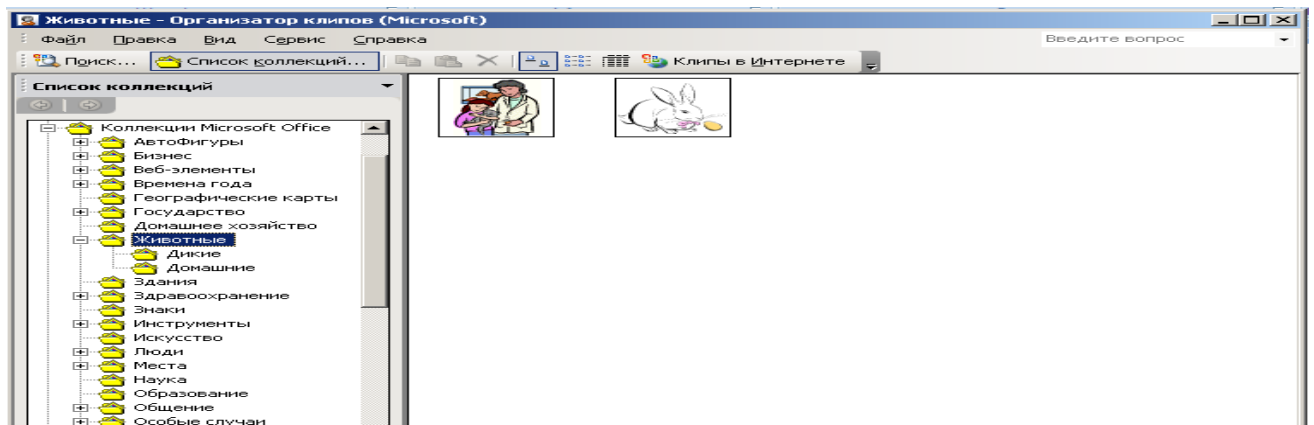 Животные - Организатор клипов (Microsoft)
Файл Правка Вид Сервис Справка Введите вопрос
Поиск... Список коллекций... Клипы в Интернете
Список коллекций
Коллекции Microsoft Office
АвтоФигуры
Бизнес
Веб-элементы
Времена года
Географические карты
Государство
Домашнее хозяйство
Животные
Дикие
Домашние
Здания
Здравоохранение
Знаки
Инструменты
Искусство
Люди
Места
Наука
Образование
Общение
Особые случаи